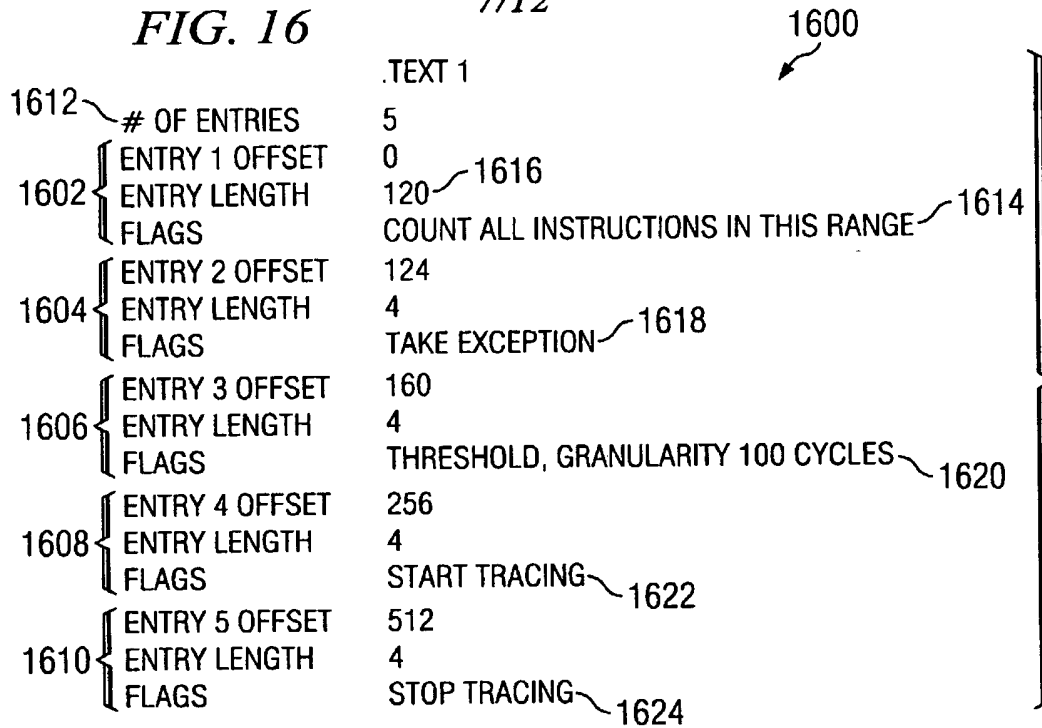 FIG. 16
7/12
1600
.TEXT 1
1612 # OF ENTRIES 5
ENTRY 1 OFFSET 0
1602 ENTRY LENGTH 120 1616
FLAGS COUNT ALL INSTRUCTIONS IN THIS RANGE 1614
ENTRY 2 OFFSET 124
1604 ENTRY LENGTH 4
FLAGS TAKE EXCEPTION 1618
ENTRY 3 OFFSET 160
1606 ENTRY LENGTH 4
FLAGS THRESHOLD, GRANULARITY 100 CYCLES 1620
ENTRY 4 OFFSET 256
1608 ENTRY LENGTH 4
FLAGS START TRACING 1622
ENTRY 5 OFFSET 512
1610 ENTRY LENGTH 4
FLAGS STOP TRACING 1624